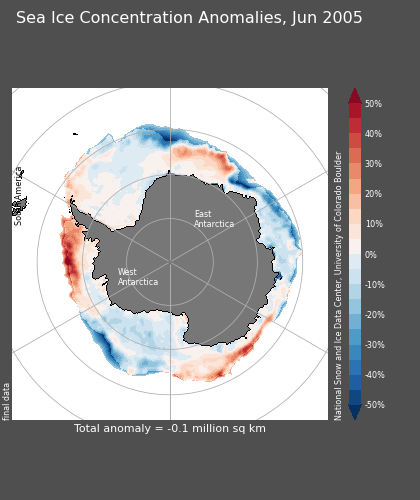 Sea Ice Concentration Anomalies, Jun 2005
South America
East
Antarctica
West
Antarctica
final data
50%
40%
30%
20%
10%
0%
-10%
-20%
-30%
-40%
-50%
National Snow and Ice Data Center, University of Colorado Boulder
Total anomaly = -0.1 million sq km